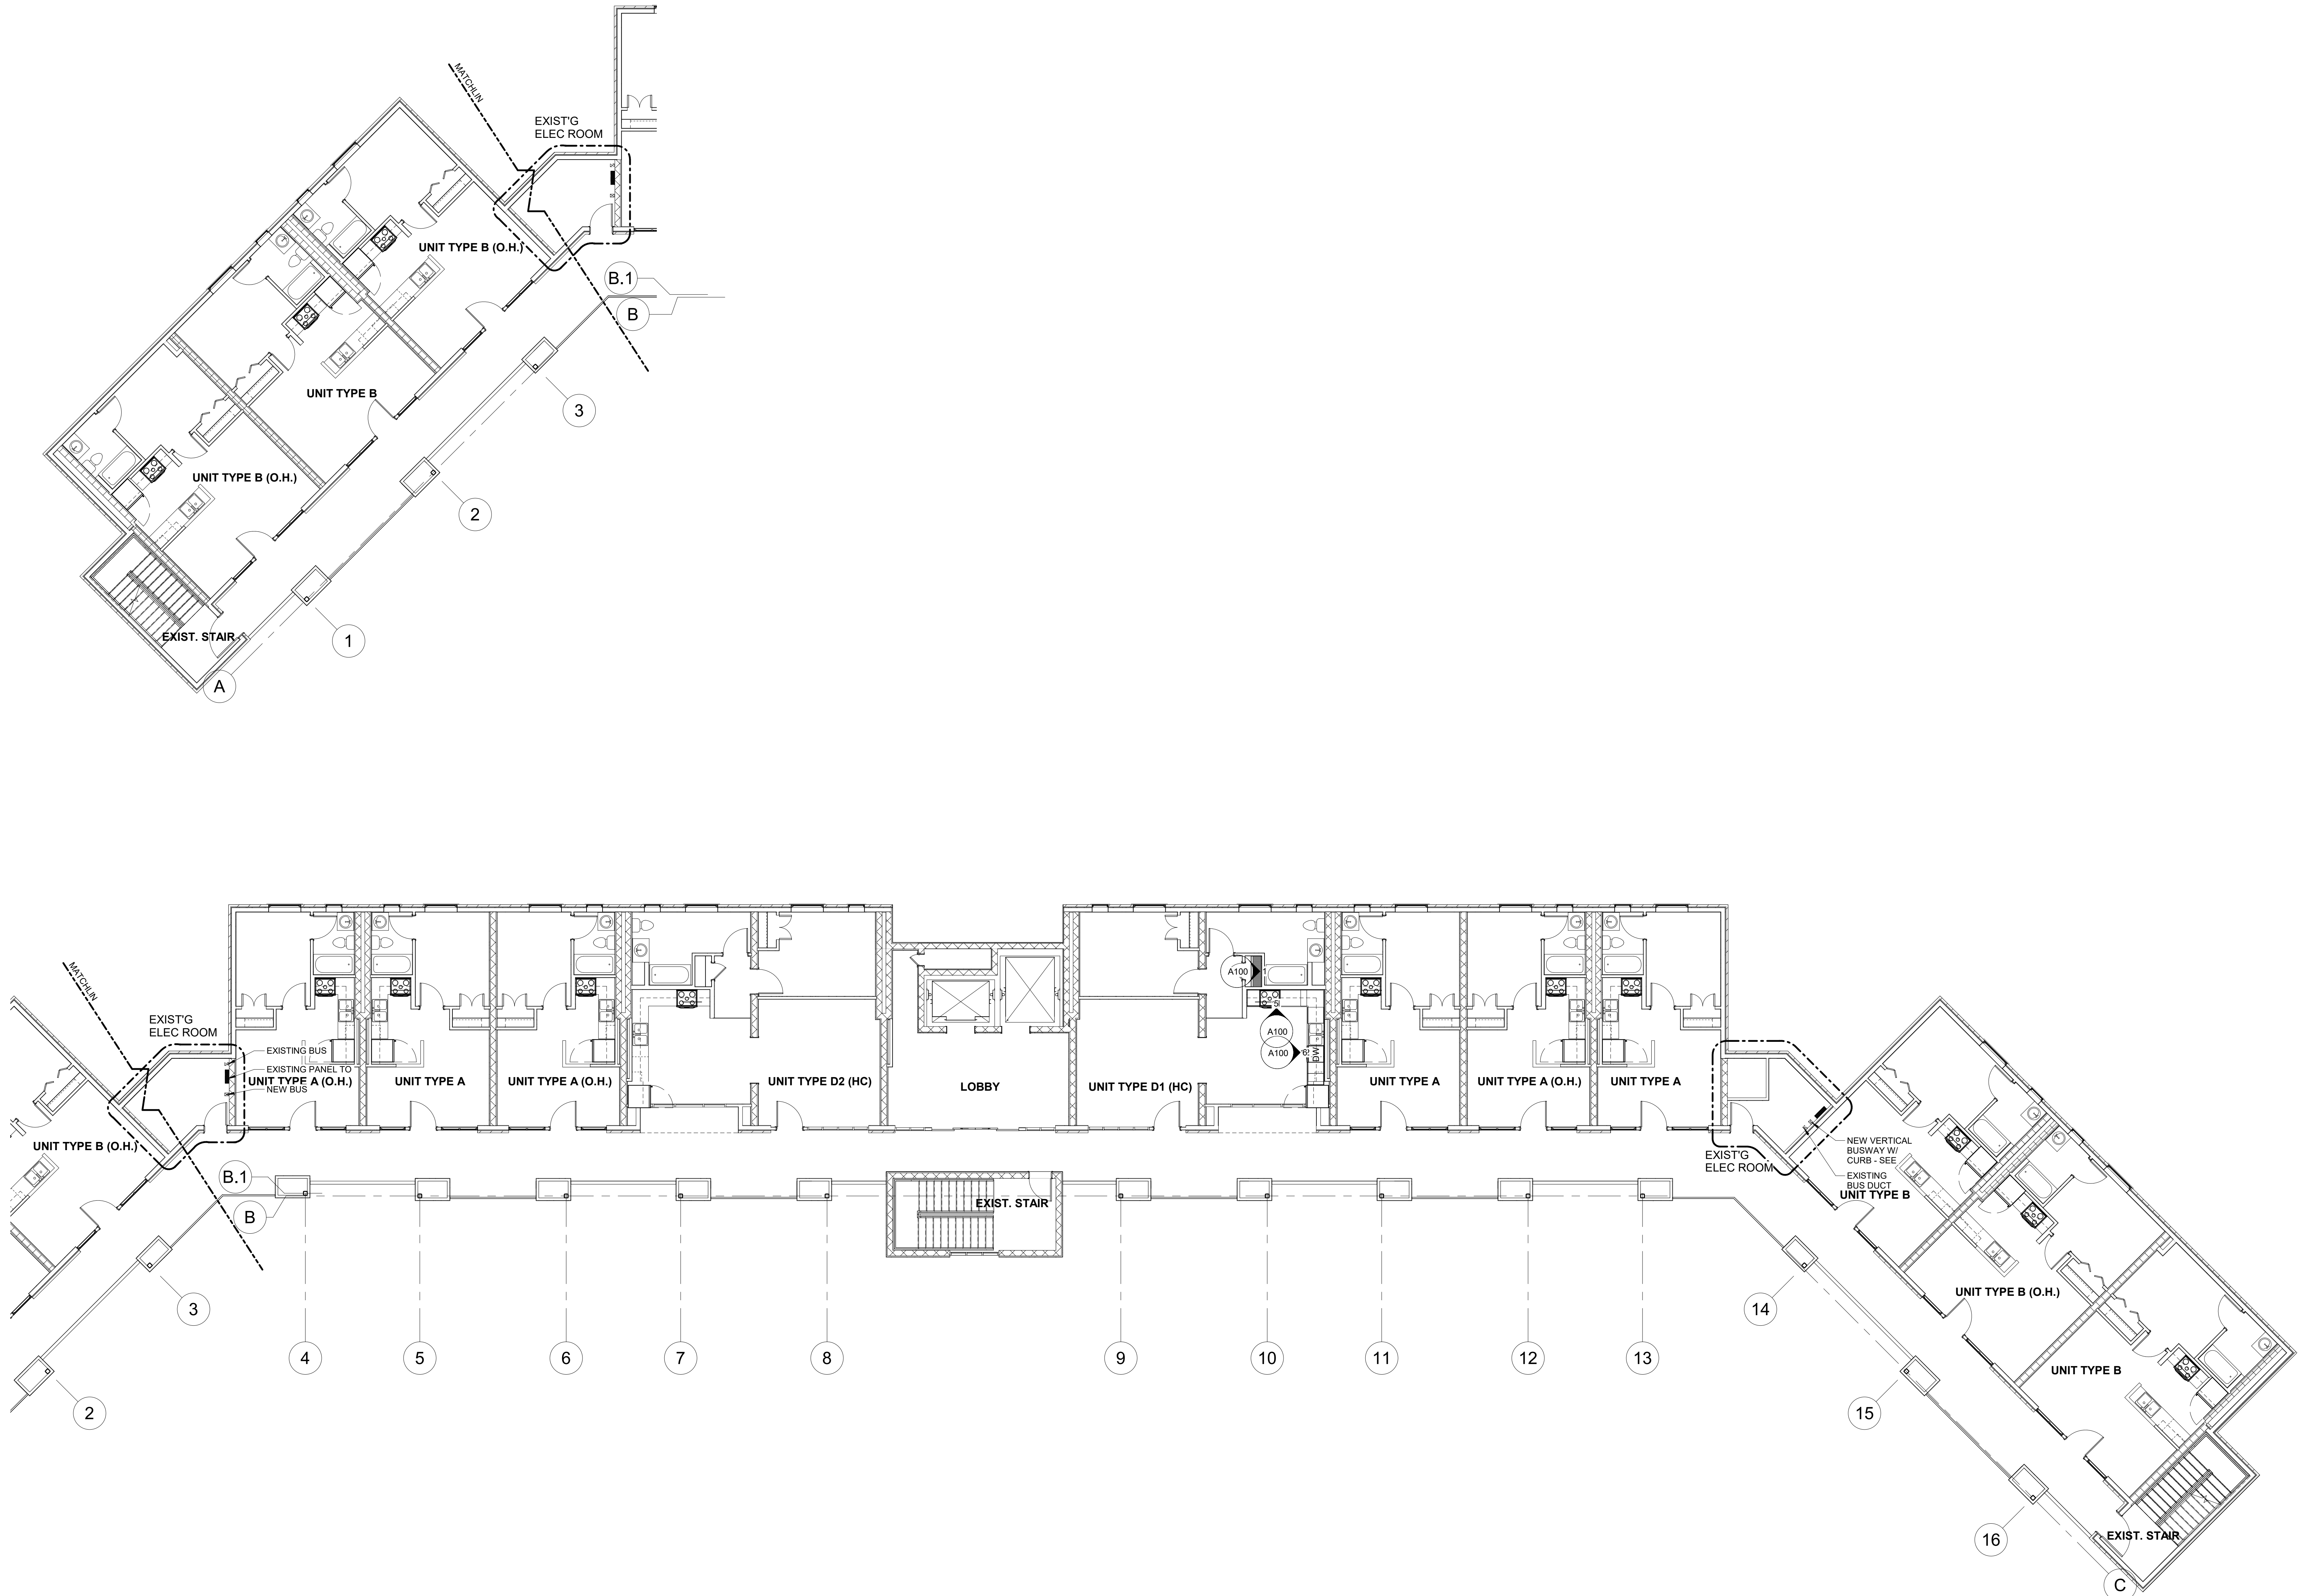 MATCHLIN
EXIST'G
ELEC ROOM
UNIT TYPE B (O.H.)
B.1
B
UNIT TYPE B
3
UNIT TYPE B (O.H.)
2
EXIST. STAIR
1
A
MATCHLIN
EXIST'G
ELEC ROOM
EXISTING BUS
EXISTING PANEL TO
NEW BUS
UNIT TYPE A (O.H.)
UNIT TYPE A
UNIT TYPE A (O.H.)
UNIT TYPE D2 (HC)
LOBBY
UNIT TYPE D1 (HC)
A100
1
5
A100
A100
6
DW
UNIT TYPE A
UNIT TYPE A (O.H.)
UNIT TYPE A
UNIT TYPE B (O.H.)
B.1
B
EXIST. STAIR
EXIST'G
ELEC ROOM
NEW VERTICAL
BUSWAY W/
CURB - SEE
EXISTING
BUS DUCT
UNIT TYPE B
UNIT TYPE B (O.H.)
UNIT TYPE B
3
2
4
5
6
7
8
9
10
11
12
13
14
15
16
EXIST. STAIR
C